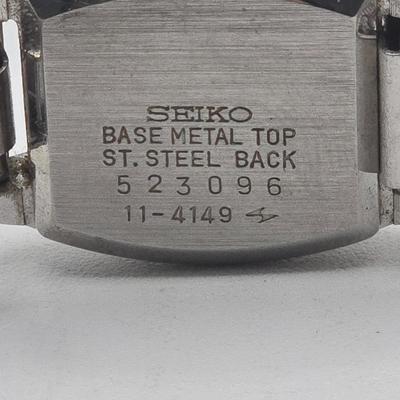 SEIKO
BASE METAL TOP
ST. STEEL BACK
523096
11-4149